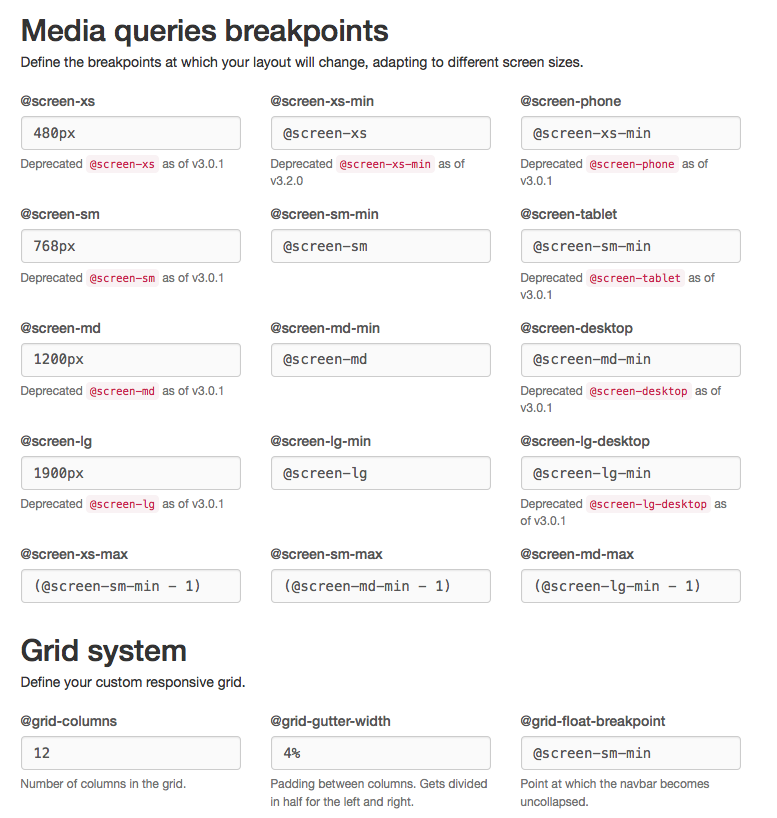 Media queries breakpoints
Define the breakpoints at which your layout will change, adapting to different screen sizes.
@screen-xs
@screen-xs-min
@screen-phone
480px
@screen-xs
@screen-xs-min
Deprecated @screen-xs as of v3.0.1
Deprecated @screen-xs-min as of
v3.2.0
Deprecated @screen-phone as of
v3.0.1
@screen-sm
@screen-sm-min
@screen-tablet
768px
@screen-sm
@screen-sm-min
Deprecated @screen-sm as of v3.0.1
Deprecated @screen-tablet as of
v3.0.1
@screen-md
@screen-md-min
@screen-desktop
1200px
@screen-md
@screen-md-min
Deprecated @screen-md as of v3.0.1
Deprecated @screen-desktop as of
v3.0.1
@screen-lg
@screen-lg-min
@screen-lg-desktop
1900px
@screen-lg
@screen-lg-min
Deprecated @screen-lg as of v3.0.1
Deprecated @screen-lg-desktop as
of v3.0.1
@screen-xs-max
@screen-sm-max
@screen-md-max
(@screen-sm-min - 1)
(@screen-md-min - 1)
(@screen-lg-min - 1)
Grid system
Define your custom responsive grid.
@grid-columns
@grid-gutter-width
@grid-float-breakpoint
12
4%
@screen-sm-min
Number of columns in the grid.
Padding between columns. Gets divided
in half for the left and right.
Point at which the navbar becomes
uncollapsed.